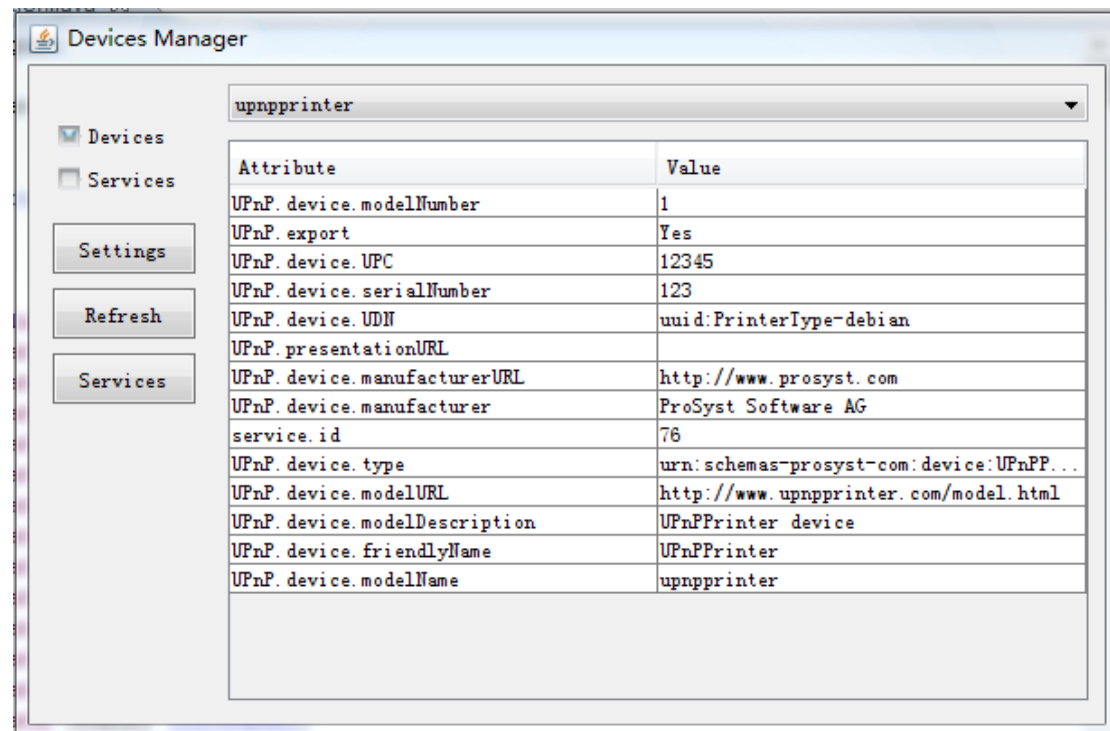 Devices Manager
upnpprinter
Devices
Services
Settings
Refresh
Services
Attribute Value
UPnP.device.modelNumber 1
UPnP.export Yes
UPnP.device.UPC 12345
UPnP.device.serialNumber 123
UPnP.device.UDN uuid:PrinterType-debian
UPnP.presentationURL
UPnP.device.manufacturerURL http://www.prosyst.com
UPnP.device.manufacturer ProSyst Software AG
service.id 76
UPnP.device.type urn:schemas-prosyst-com:device:UPnPP...
UPnP.device.modelURL http://www.upnpprinter.com/model.html
UPnP.device.modelDescription UPnPPrinter device
UPnP.device.friendlyName UPnPPrinter
UPnP.device.modelName upnpprinter